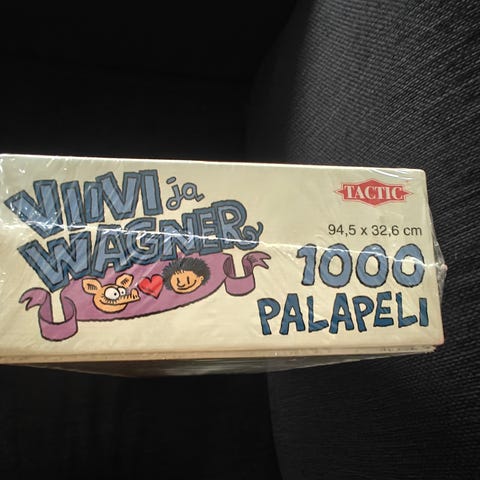 VIIVI ja
WAGNER
TACTIC
94,5 x 32,6 cm
1000
PALAPELI